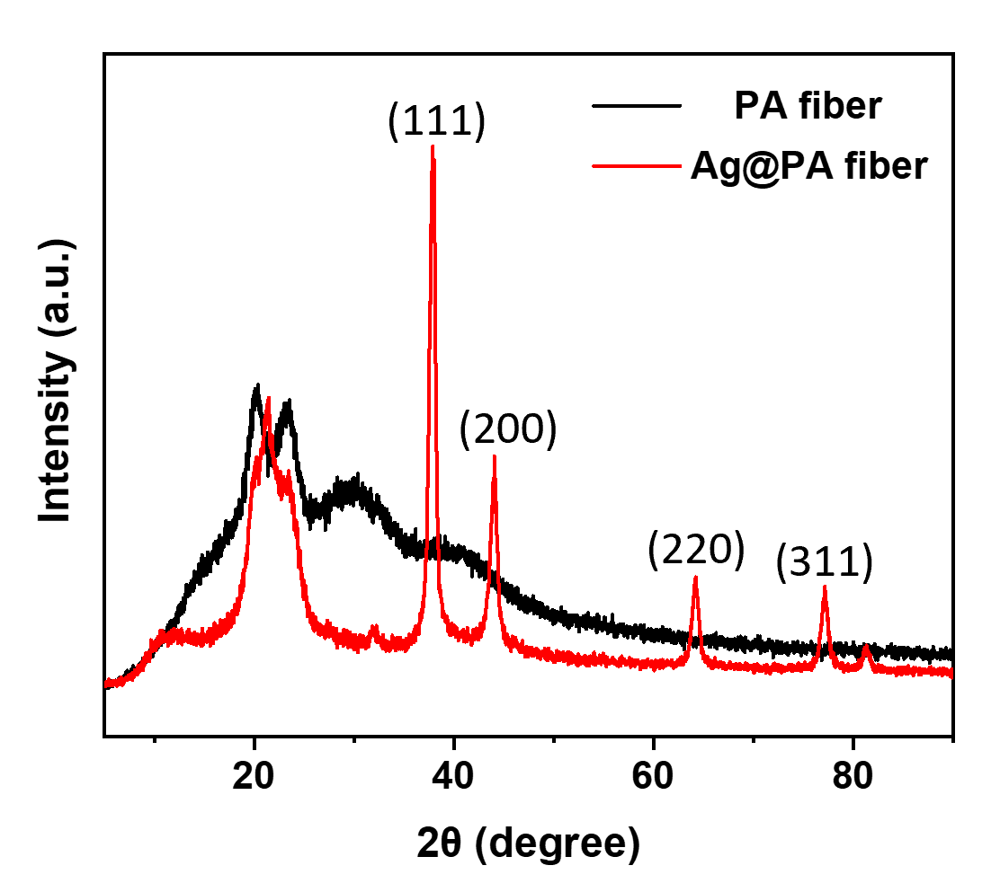 PA fiber
Ag@PA fiber
(111)
(200)
(220)
(311)
Intensity (a.u.)
20
40
60
80
2θ (degree)